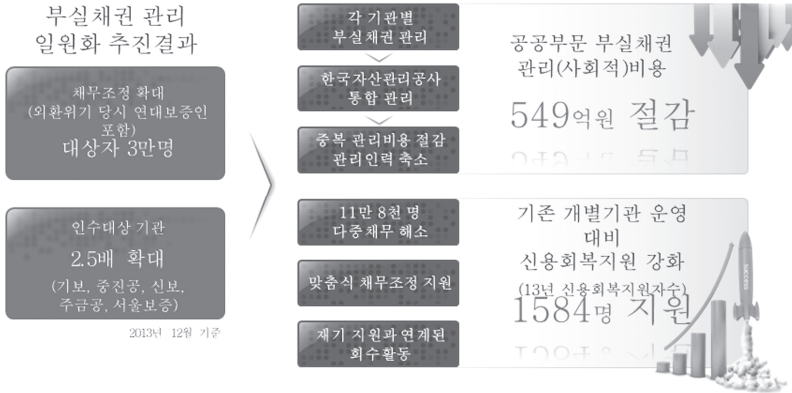 부실채권 관리
일원화 추진결과
채무조정 확대
(외환위기 당시 연대보증인
포함)
대상자 3만명
인수대상 기관
2.5배 확대
(기보, 중진공, 신보,
주금공, 서울보증)
2013년 12월 기준
각 기관별
부실채권 관리
한국자산관리공사
통합 관리
중복 관리비용 절감
관리인력 축소
공공부문 부실채권
관리(사회적)비용
549억원 절감
11만 8천 명
다중채무 해소
맞춤식 채무조정 지원
재기 지원과 연계된
회수활동
기존 개별기관 운영
대비
신용회복지원 강화
(13년 신용회복지원자수)
1584명 지원
SUCCESS